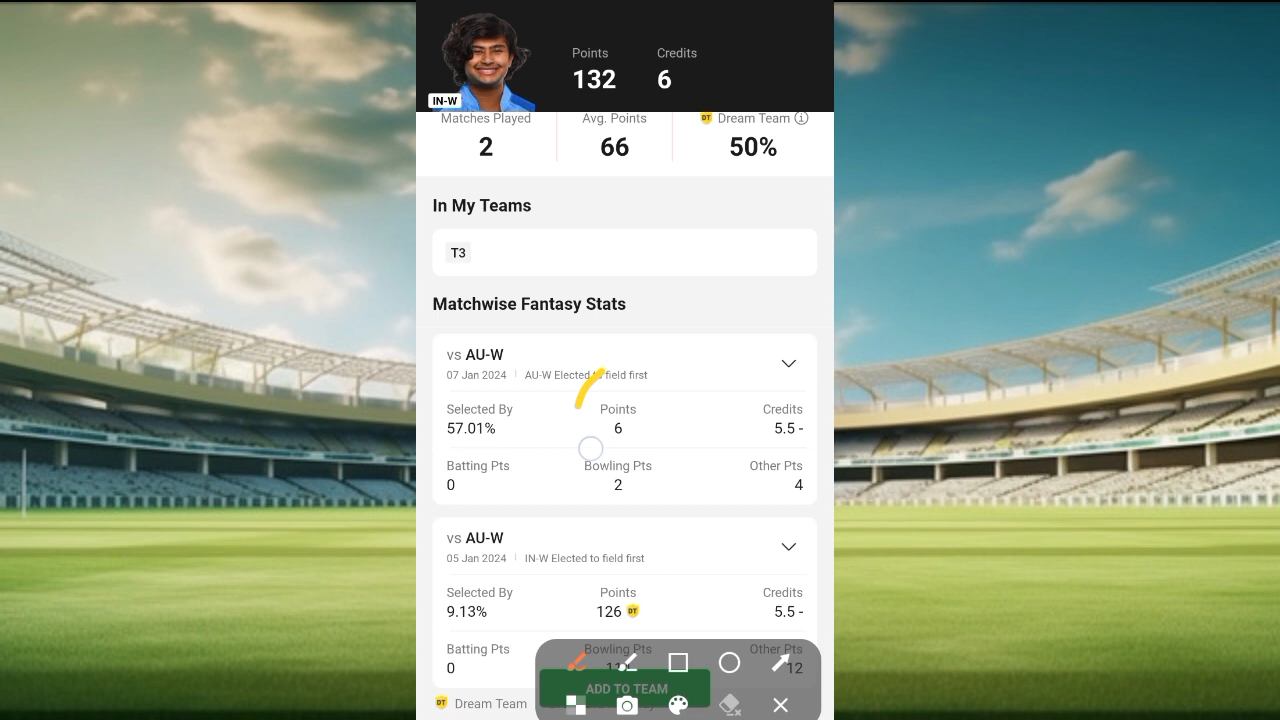 Points Credits
IN-W 132 6
Matches Played Avg. Points DT Dream Team
2 66 50%
In My Teams
T3
Matchwise Fantasy Stats
vs AU-W
07 Jan 2024 AU-W Elected to field first
Selected By Points Credits
57.01% 6 5.5 -
Batting Pts Bowling Pts Other Pts
0 2 4
vs AU-W
05 Jan 2024 IN-W Elected to field first
Selected By Points Credits
9.13% 126 DT 5.5 -
Batting Pts Bowling Pts Other Pts
0 12
ADD TO TEAM
DT Dream Team